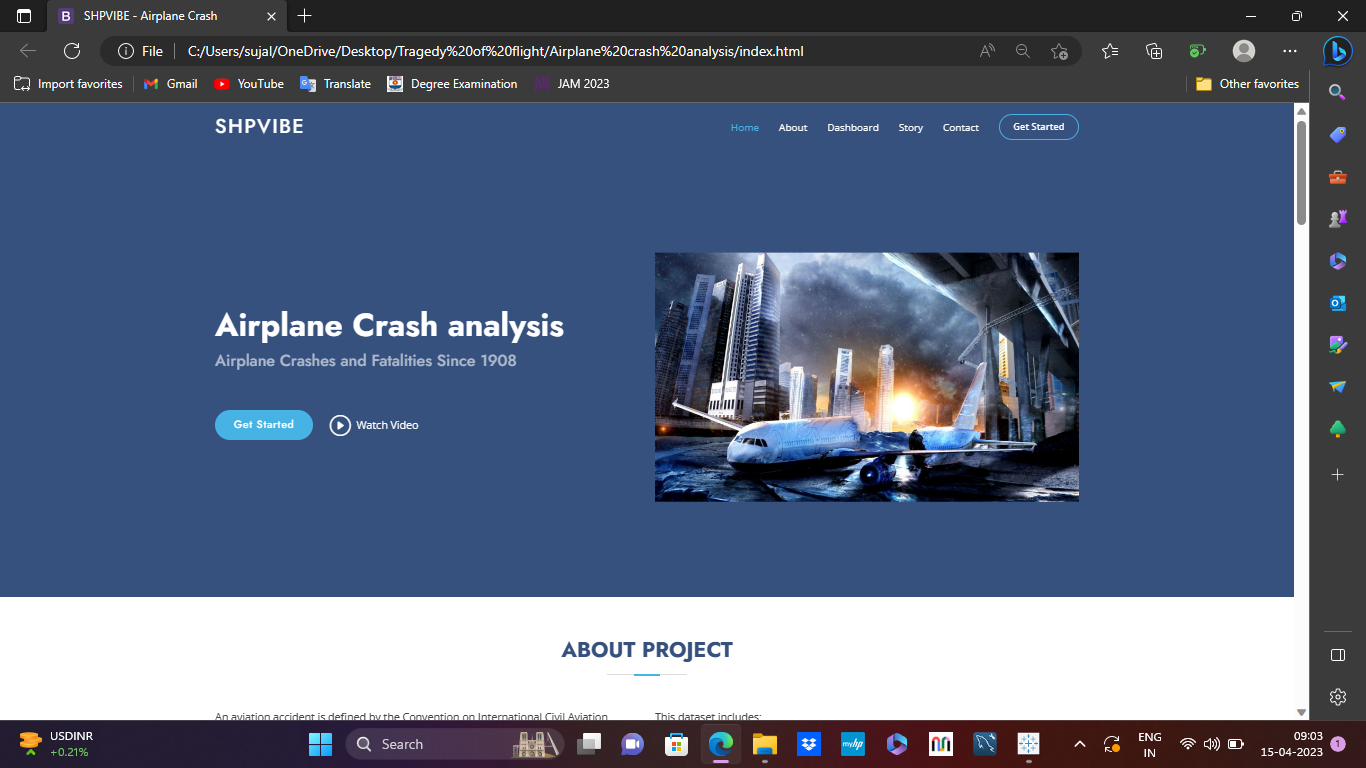 B SHPVIBE - Airplane Crash
File C:/Users/sujal/OneDrive/Desktop/Tragedy%20of%20flight/Airplane%20crash%20analysis/index.html
Import favorites Gmail YouTube Translate Degree Examination JAM 2023 Other favorites
SHPVIBE Home About Dashboard Story Contact Get Started
Airplane Crash analysis
Airplane Crashes and Fatalities Since 1908
Get Started Watch Video
ABOUT PROJECT
An aviation accident is defined by the Convention on International Civil Aviation
This dataset includes:
USDINR
+0.21%
Search
myhp
ENG
IN
09:03
15-04-2023
1